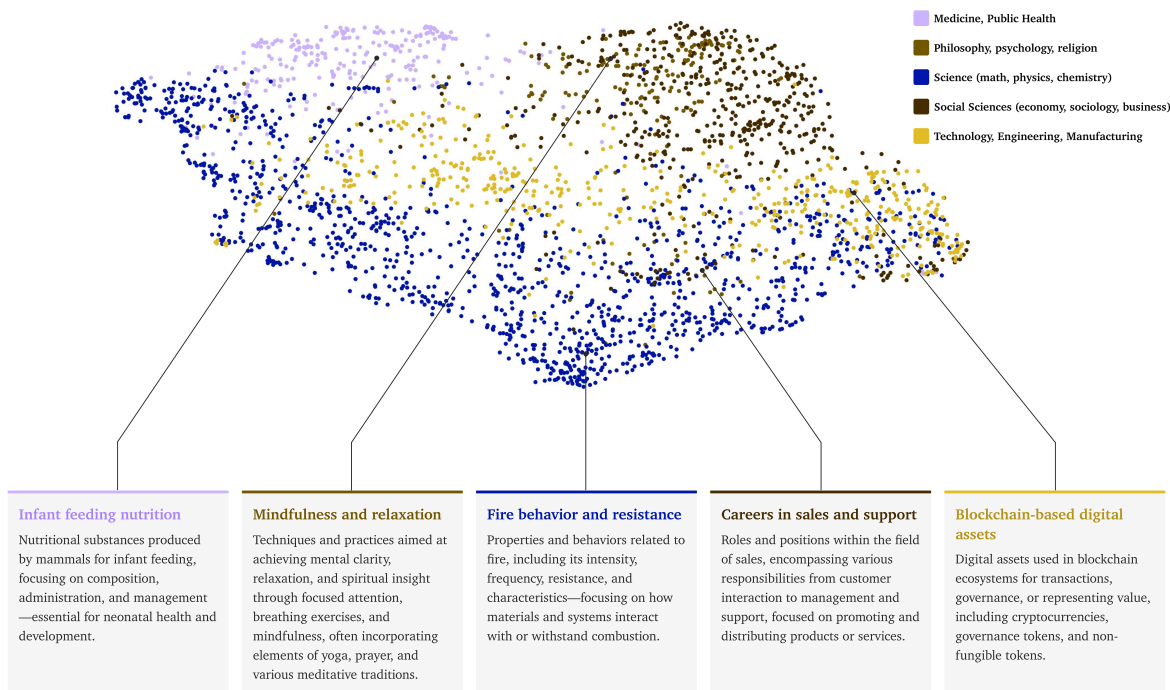 Medicine, Public Health
Philosophy, psychology, religion
Science (math, physics, chemistry)
Social Sciences (economy, sociology, business)
Technology, Engineering, Manufacturing
Infant feeding nutrition
Nutritional substances produced
by mammals for infant feeding,
focusing on composition,
administration, and management
—essential for neonatal health and
development.
Mindfulness and relaxation
Techniques and practices aimed at
achieving mental clarity,
relaxation, and spiritual insight
through focused attention,
breathing exercises, and
mindfulness, often incorporating
elements of yoga, prayer, and
various meditative traditions.
Fire behavior and resistance
Properties and behaviors related to
fire, including its intensity,
frequency, resistance, and
characteristics—focusing on how
materials and systems interact
with or withstand combustion.
Careers in sales and support
Roles and positions within the field
of sales, encompassing various
responsibilities from customer
interaction to management and
support, focused on promoting and
distributing products or services.
Blockchain-based digital
assets
Digital assets used in blockchain
ecosystems for transactions,
governance, or representing value,
including cryptocurrencies,
governance tokens, and non-
fungible tokens.